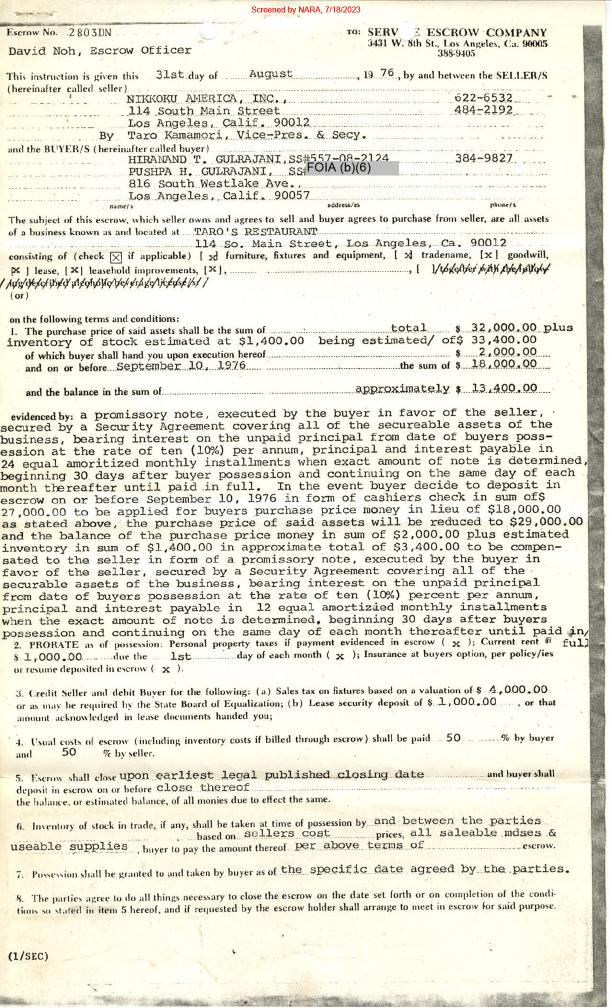 Screened by NARA, 7/18/2023
Escrow No. 2803DN
TO: SERV E ESCROW COMPANY
3431 W. 8th St., Los Angeles, Ca. 90005
388-9405
David Noh, Escrow Officer
This instruction is given this 31st day of August, 1976, by and between the SELLER/S
(hereinafter called seller)
NIKKOKU AMERICA, INC., 622-6532
114 South Main Street 484-2192
Los Angeles, Calif. 90012
By Taro Kamamori, Vice-Pres. & Secy.
and the BUYER/S (hereinafter called buyer)
HIRANAND T. GULRAJANI, SS# 384-9827
PUSHPA H. GULRAJANI, SS# FOIA (b)(6)
816 South Westlake Ave.,
Los Angeles, Calif. 90057
name/s address/es phone/s
The subject of this escrow, which seller owns and agrees to sell and buyer agrees to purchase from seller, are all assets
of a business known as and located at TARO'S RESTAURANT
114 So. Main Street, Los Angeles, Ca. 90012
consisting of (check [X] if applicable) [ x] furniture, fixtures and equipment, [ x] tradename, [x] goodwill,
[x] lease, [x] leasehold improvements, [x], [ ] together with the follow
(or)
on the following terms and conditions:
1. The purchase price of said assets shall be the sum of total $ 32,000.00 plus
inventory of stock estimated at $1,400.00 being estimated/ of $ 33,400.00
of which buyer shall hand you upon execution hereof $ 2,000.00
and on or before September 10, 1976 the sum of $ 18,000.00
and the balance in the sum of approximately $ 13,400.00
evidenced by: a promissory note, executed by the buyer in favor of the seller,
secured by a Security Agreement covering all of the secureable assets of the
business, bearing interest on the unpaid principal from date of buyers poss-
ession at the rate of ten (10%) per annum, principal and interest payable in
24 equal amoritized monthly installments when exact amount of note is determined,
beginning 30 days after buyer possession and continuing on the same day of each
month thereafter until paid in full. In the event buyer decide to deposit in
escrow on or before September 10, 1976 in form of cashiers check in sum of$
27,000.00 to be applied for buyers purchase price money in lieu of $18,000.00
as stated above, the purchase price of said assets will be reduced to $29,000.00
and the balance of the purchase price money in sum of $2,000.00 plus estimated
inventory in sum of $1,400.00 in approximate total of $3,400.00 to be compen-
sated to the seller in form of a promissory note, executed by the buyer in
favor of the seller, secured by a Security Agreement covering all of the
securable assets of the business, bearing interest on the unpaid principal
from date of buyers possession at the rate of ten (10%) percent per annum,
principal and interest payable in 12 equal amortizied monthly installments
when the exact amount of note is determined, beginning 30 days after buyers
possession and continuing on the same day of each month thereafter until paid in/
full
2. PRORATE as of possession: Personal property taxes if payment evidenced in escrow ( x ); Current rent @
$ 1,000.00 due the 1st day of each month ( x ); Insurance at buyers option, per policy/ies
or resume deposited in escrow ( x ).
3. Credit Seller and debit Buyer for the following: (a) Sales tax on fixtures based on a valuation of $ 4,000.00
or as may be required by the State Board of Equalization; (b) Lease security deposit of $ 1,000.00, or that
amount acknowledged in lease documents handed you;
4. Usual costs of escrow (including inventory costs if billed through escrow) shall be paid 50 % by buyer
and 50 % by seller.
5. Escrow shall close upon earliest legal published closing date and buyer shall
deposit in escrow on or before close thereof
the balance, or estimated balance, of all monies due to effect the same.
6. Inventory of stock in trade, if any, shall be taken at time of possession by and between the parties
based on sellers cost prices, all saleable mdses &
useable supplies, buyer to pay the amount thereof per above terms of escrow.
7. Possession shall be granted to and taken by buyer as of the specific date agreed by the parties.
8. The parties agree to do all things necessary to close the escrow on the date set forth or on completion of the condi-
tions so stated in item 5 hereof, and if requested by the escrow holder shall arrange to meet in escrow for said purpose.
(1/SEC)